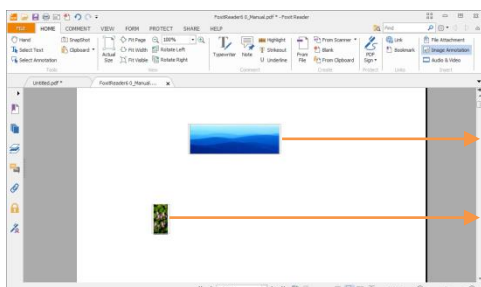 FoxitReader6.0_Manual.pdf * - Foxit Reader
FILE HOME COMMENT VIEW FORM PROTECT SHARE HELP Find
Hand SnapShot Fit Page 100% Highlight From Scanner Link File Attachment
Select Text Clipboard Actual Size Fit Width Rotate Left Typewriter Note Strikeout From File Blank PDF Sign Bookmark Image Annotation
Select Annotation Fit Visible Rotate Right Underline From Clipboard Audio & Video
Tools View Comment Create Protect Links Insert
Untitled.pdf * FoxitReader6.0_Manual.... x